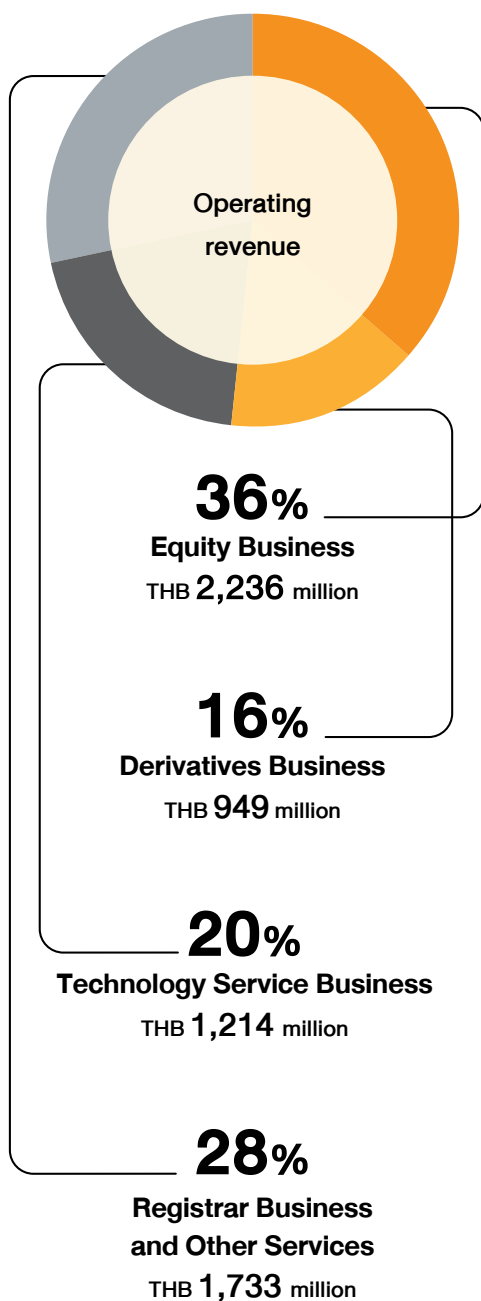 Operating
revenue
36%
Equity Business
THB 2,236 million
16%
Derivatives Business
THB 949 million
20%
Technology Service Business
THB 1,214 million
28%
Registrar Business
and Other Services
THB 1,733 million